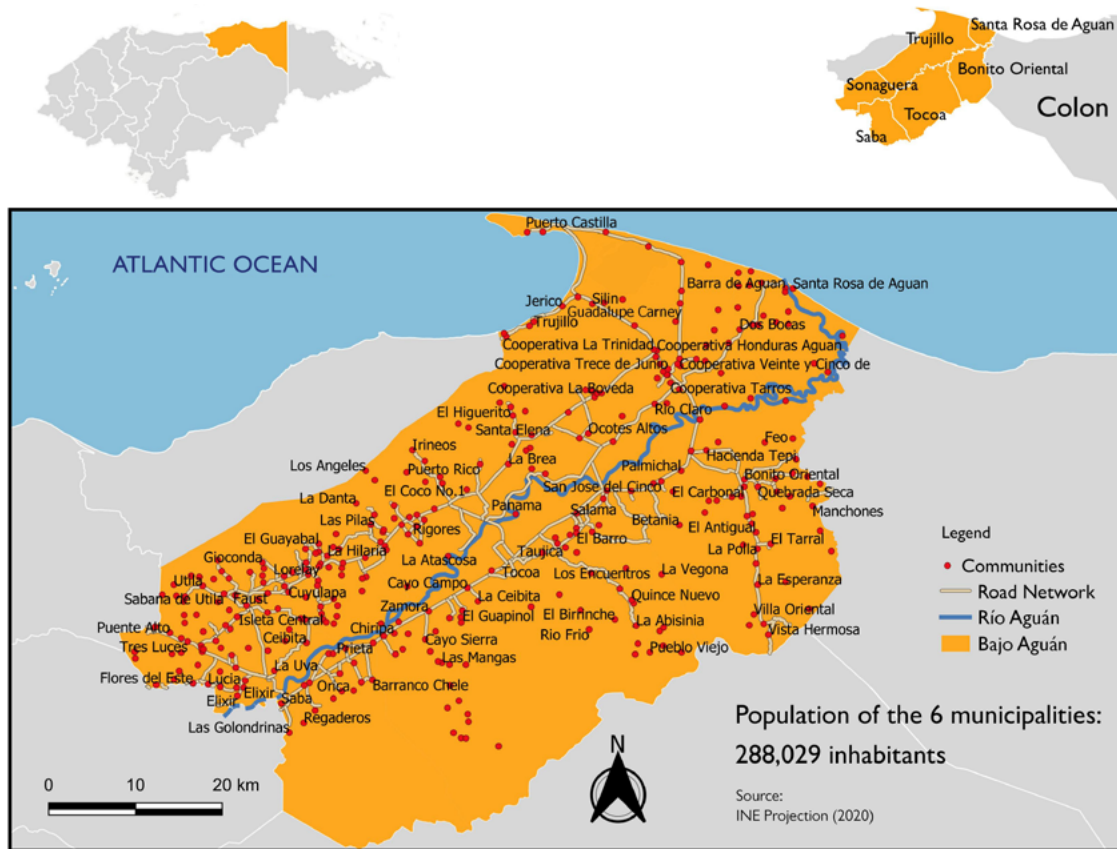 Santa Rosa de Aguan
Trujillo
Bonito Oriental
Sonaguera
Colon
Tocoa
Saba
Puerto Castilla
ATLANTIC OCEAN
Barra de Aguan
Santa Rosa de Aguan
Jerico
Silin
Guadalupe Carney
Trujillo
Dos Bocas
Cooperativa La Trinidad
Cooperativa Honduras Aguan
Cooperativa Trece de Junio
Cooperativa Veinte y Cinco de
Cooperativa La Boveda
Cooperativa Tarros
El Higuerito
Rio Claro
Santa Elena
Ocotes Altos
Feo
Irineos
Hacienda Tepi
Los Angeles
Puerto Rico
La Brea
Palmichal
Bonito Oriental
El Coco No.1
San Jose del Cinco
El Carbonal
Quebrada Seca
La Danta
Panama
Salama
Manchones
Las Pilas
Rigores
Betania
El Antigual
El Guayabal
La Hilaria
El Barro
El Tarral
Gioconda
Taujica
La Polla
La Atascosa
Lorelay
Tocoa
Los Encuentros
La Vegona
Utila
Cayo Campo
La Esperanza
Sabana de Utila
Faust
Cuyulapa
La Ceibita
Quince Nuevo
Zamora
Isleta Central
El Guapinol
El Birnnche
Villa Oriental
Puente Alto
Chiripa
La Abisinia
Ceibita
Rio Frio
Vista Hermosa
Tres Luces
Prieta
Cayo Sierra
Las Mangas
Pueblo Viejo
La Uva
Flores del Este
Lucia
Orica
Barranco Chele
Elixir
Elixir
Saba
Las Golondrinas
Regaderos
Legend
Communities
Road Network
Río Aguán
Bajo Aguán
Population of the 6 municipalities:
288,029 inhabitants
Source:
INE Projection (2020)
N
0 10 20 km